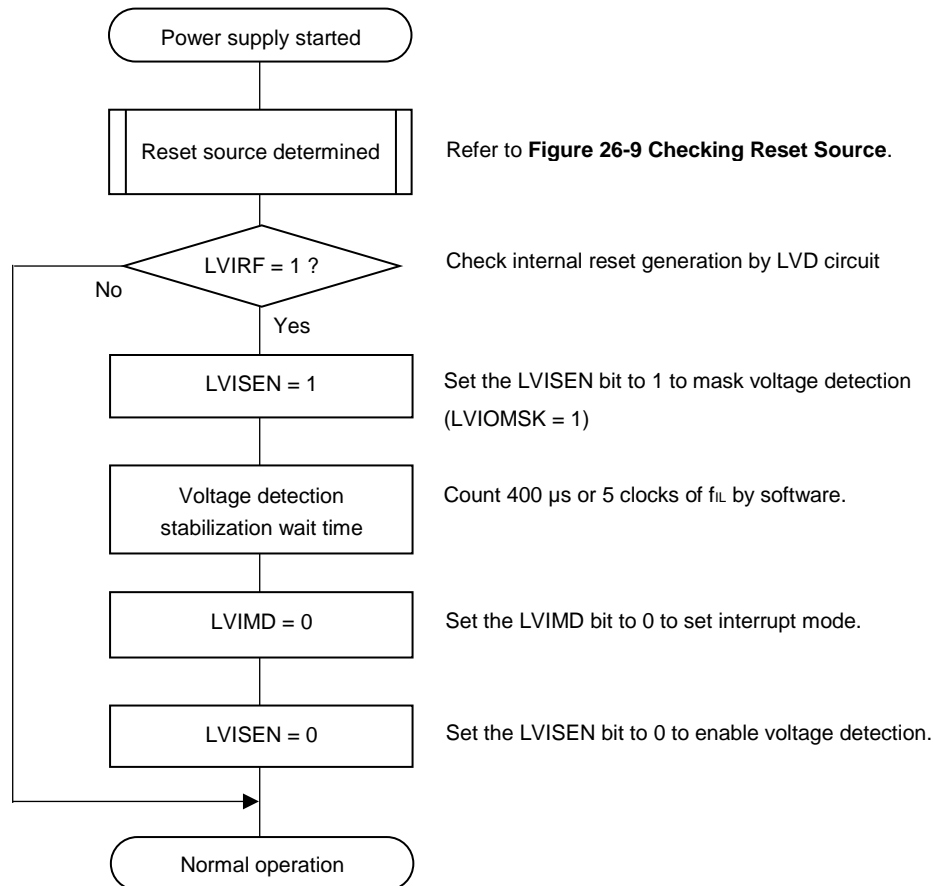 Power supply started
Reset source determined
Refer to Figure 26-9 Checking Reset Source.
LVIRF = 1 ?
Check internal reset generation by LVD circuit
No
Yes
LVISEN = 1
Set the LVISEN bit to 1 to mask voltage detection
(LVIOMSK = 1)
Voltage detection
stabilization wait time
Count 400 μs or 5 clocks of fIL by software.
LVIMD = 0
Set the LVIMD bit to 0 to set interrupt mode.
LVISEN = 0
Set the LVISEN bit to 0 to enable voltage detection.
Normal operation